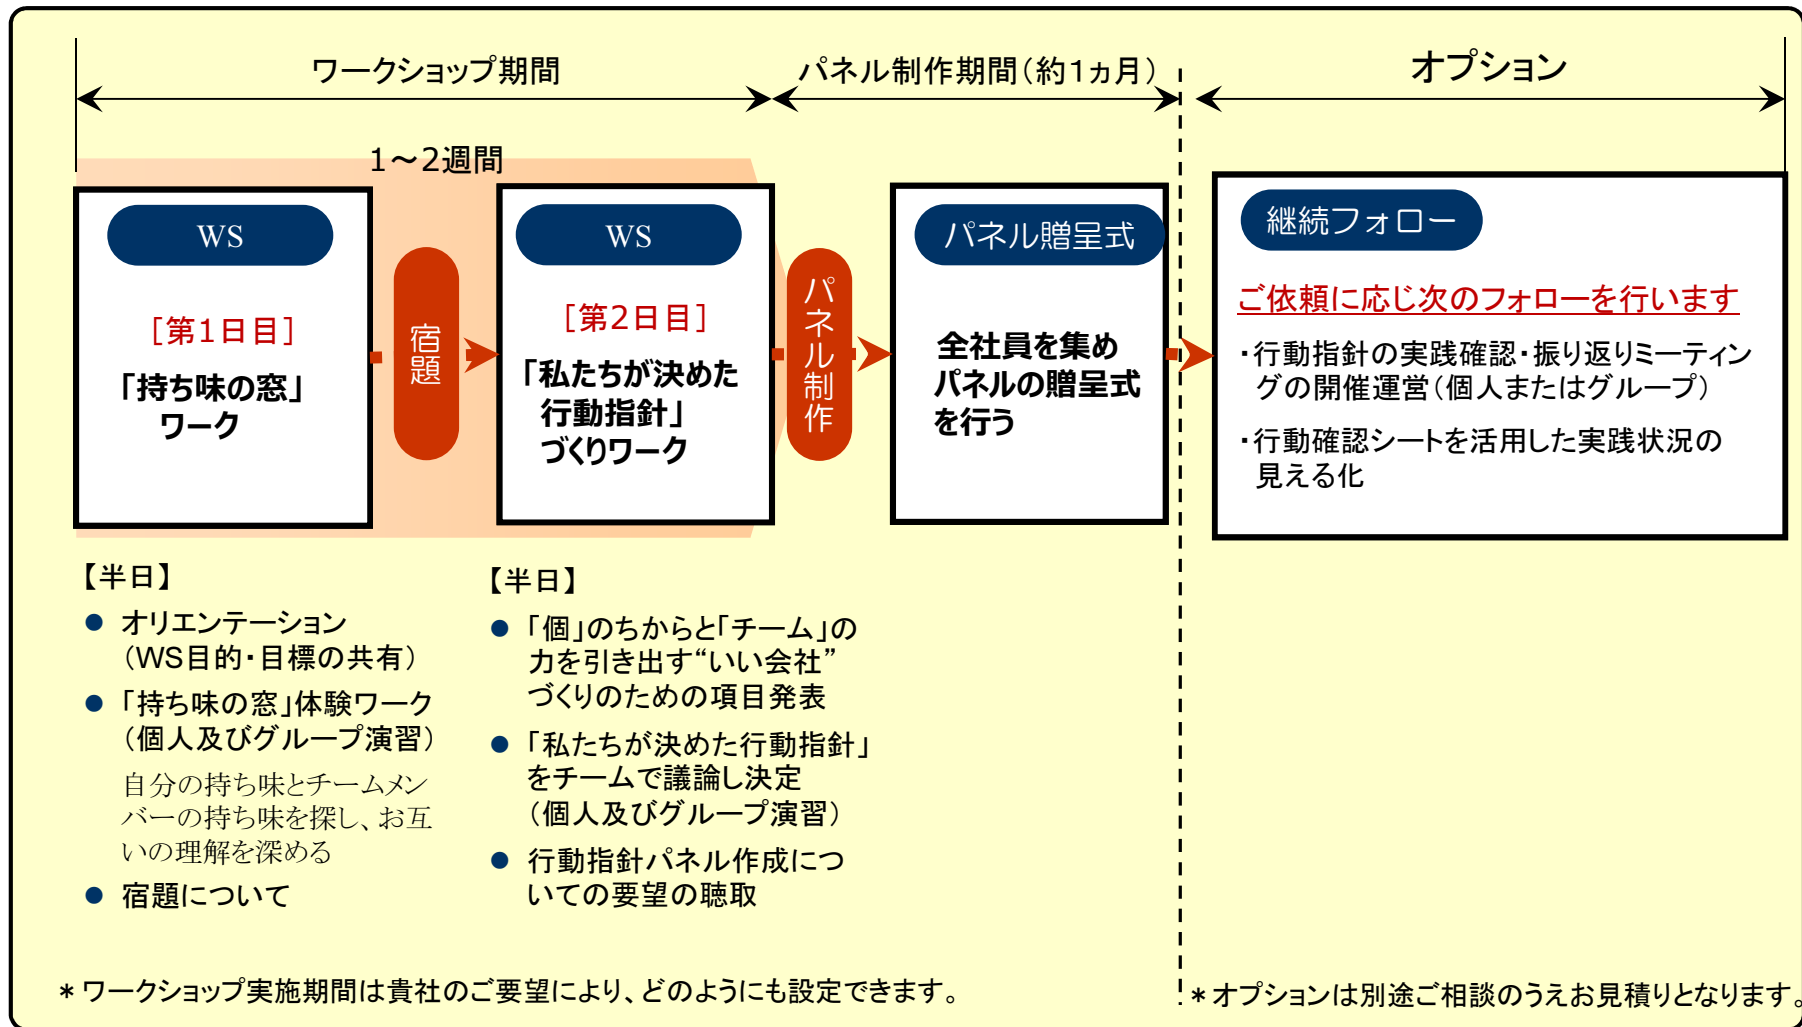 ワークショップ期間
パネル制作期間(約1ヵ月)
オプション
1～2週間
WS
[第1日目]
「持ち味の窓」
ワーク
宿題
WS
[第2日目]
「私たちが決めた
行動指針」
づくりワーク
パネル制作
パネル贈呈式
全社員を集め
パネルの贈呈式
を行う
継続フォロー
ご依頼に応じ次のフォローを行います
・行動指針の実践確認・振り返りミーティン
グの開催運営(個人またはグループ)
・行動確認シートを活用した実践状況の
見える化
【半日】
● オリエンテーション
(WS目的・目標の共有)
● 「持ち味の窓」体験ワーク
(個人及びグループ演習)
自分の持ち味とチームメン
バーの持ち味を探し、お互
いの理解を深める
● 宿題について
【半日】
● 「個」のちからと「チーム」の
力を引き出す“いい会社”
づくりのための項目発表
● 「私たちが決めた行動指針」
をチームで議論し決定
(個人及びグループ演習)
● 行動指針パネル作成につ
いての要望の聴取
＊ワークショップ実施期間は貴社のご要望により、どのようにも設定できます。
＊オプションは別途ご相談のうえお見積りとなります。